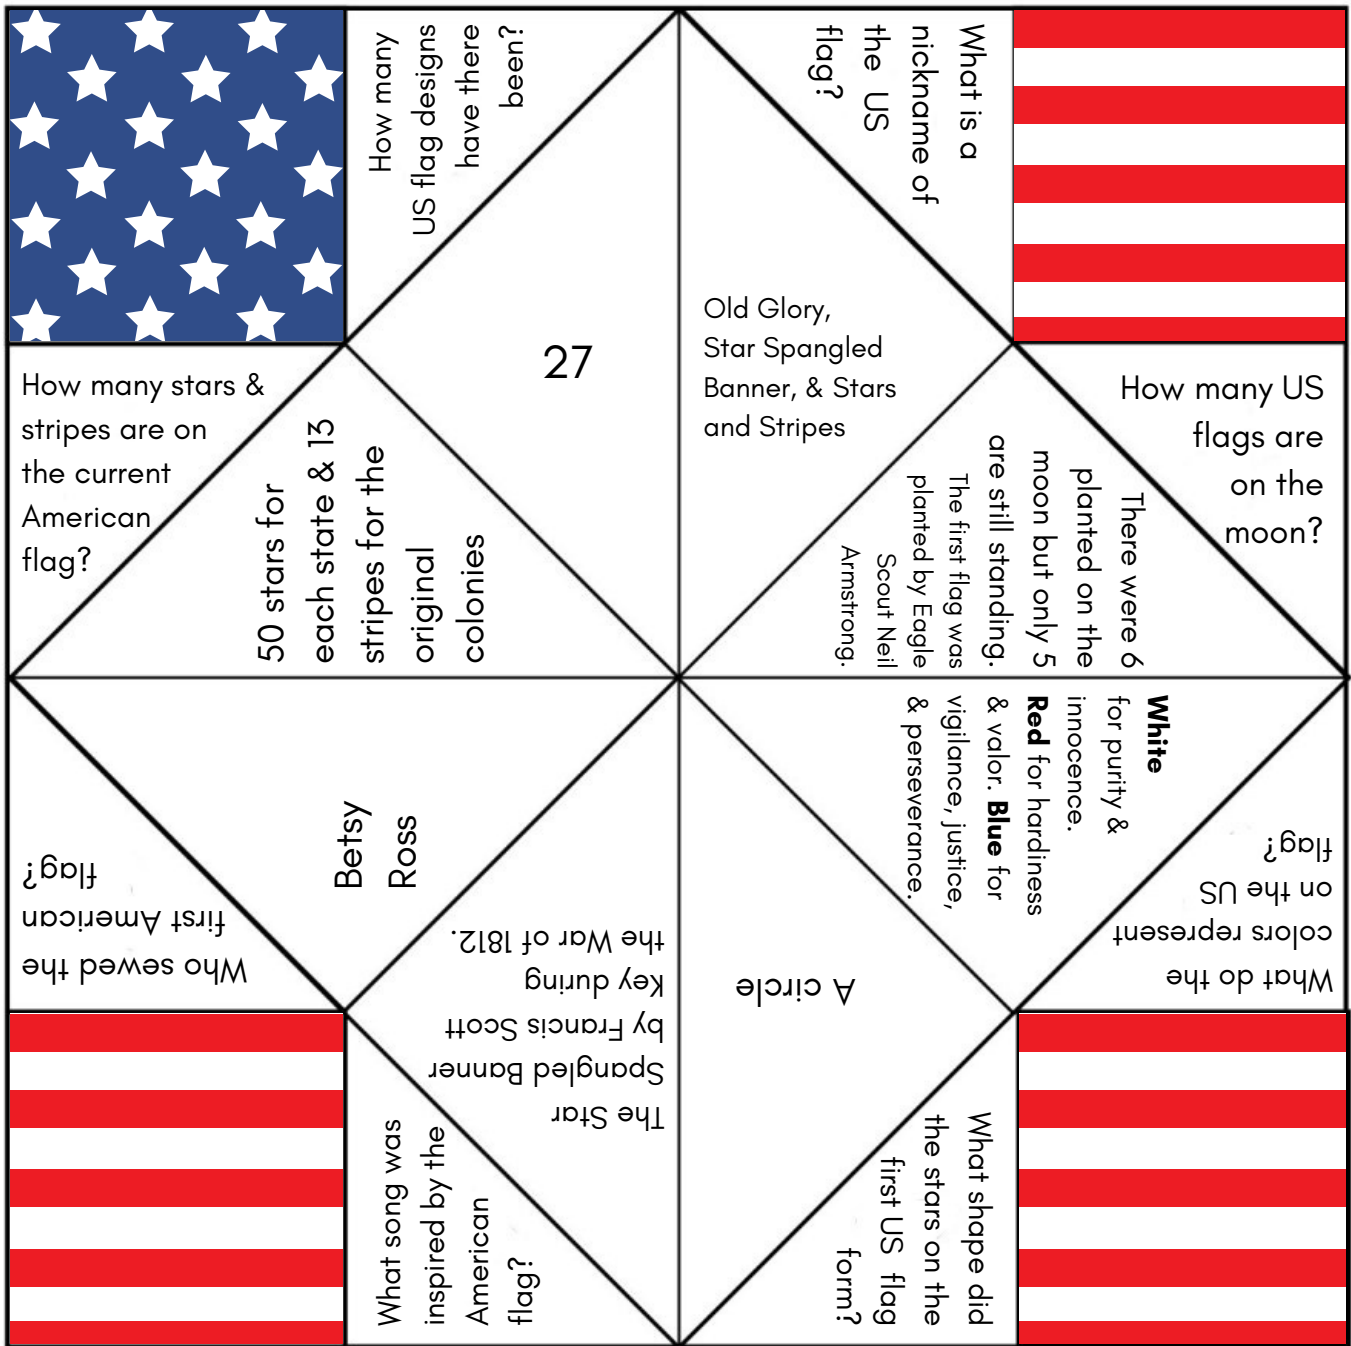 How many
US flag designs
have there
been?
What is a
nickname of
the US
flag?
27
Old Glory,
Star Spangled
Banner, & Stars
and Stripes
How many stars &
stripes are on
the current
American
flag?
50 stars for
each state & 13
stripes for the
original
colonies
How many US
flags are
on the
moon?
There were 6
planted on the
moon but only 5
are still standing.
The first flag was
planted by Eagle
Scout Neil
Armstrong.
Betsy
Ross
Who sewed the
first American
flag?
White
for purity &
innocence.
Red for hardiness
& valor. Blue for
vigilance, justice,
& perseverance.
What do the
colors represent
on the US
flag?
The Star
Spangled Banner
by Francis Scott
Key during
the War of 1812.
What song was
inspired by the
American
flag?
A circle
What shape did
the stars on the
first US flag
form?